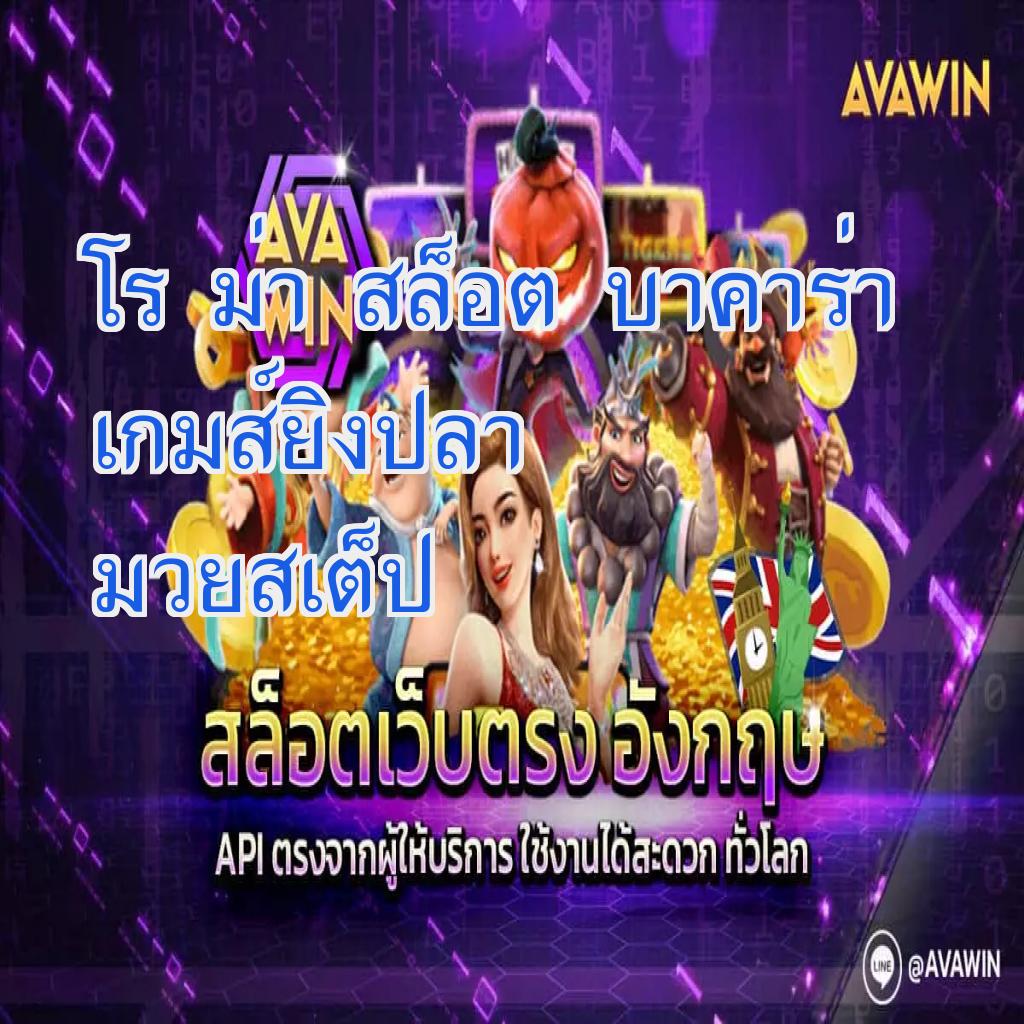 AVAWIN
AVA
WIN
TIGERS
โร ม่า สล็อต บาคาร่า
เกมส์ยิงปลา
มวยสเต็ป
สล็อตเว็บตรง อังกฤษ
API ตรงจากผู้ให้บริการ ใช้งานได้สะดวก ทั่วโลก
LINE @AVAWIN